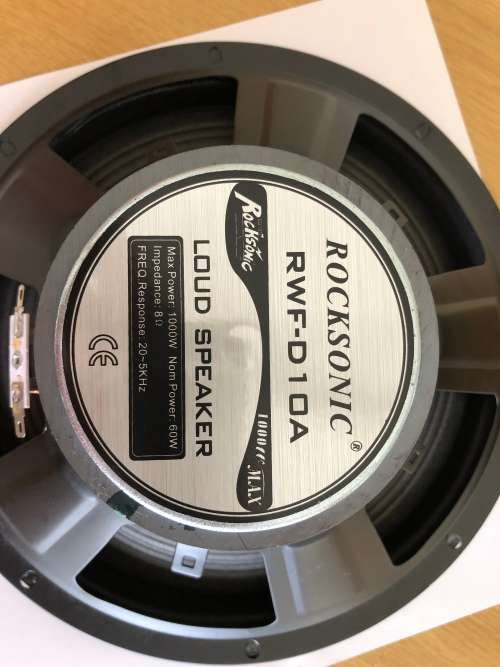 ROCKSONIC ®
RWF-D10A
ROCKSONIC
1000W MAX
LOUD SPEAKER
Max Power: 1000W Nom Power: 60W
Impedance: 8Ω
FREQ Response: 20~5KHz
CE